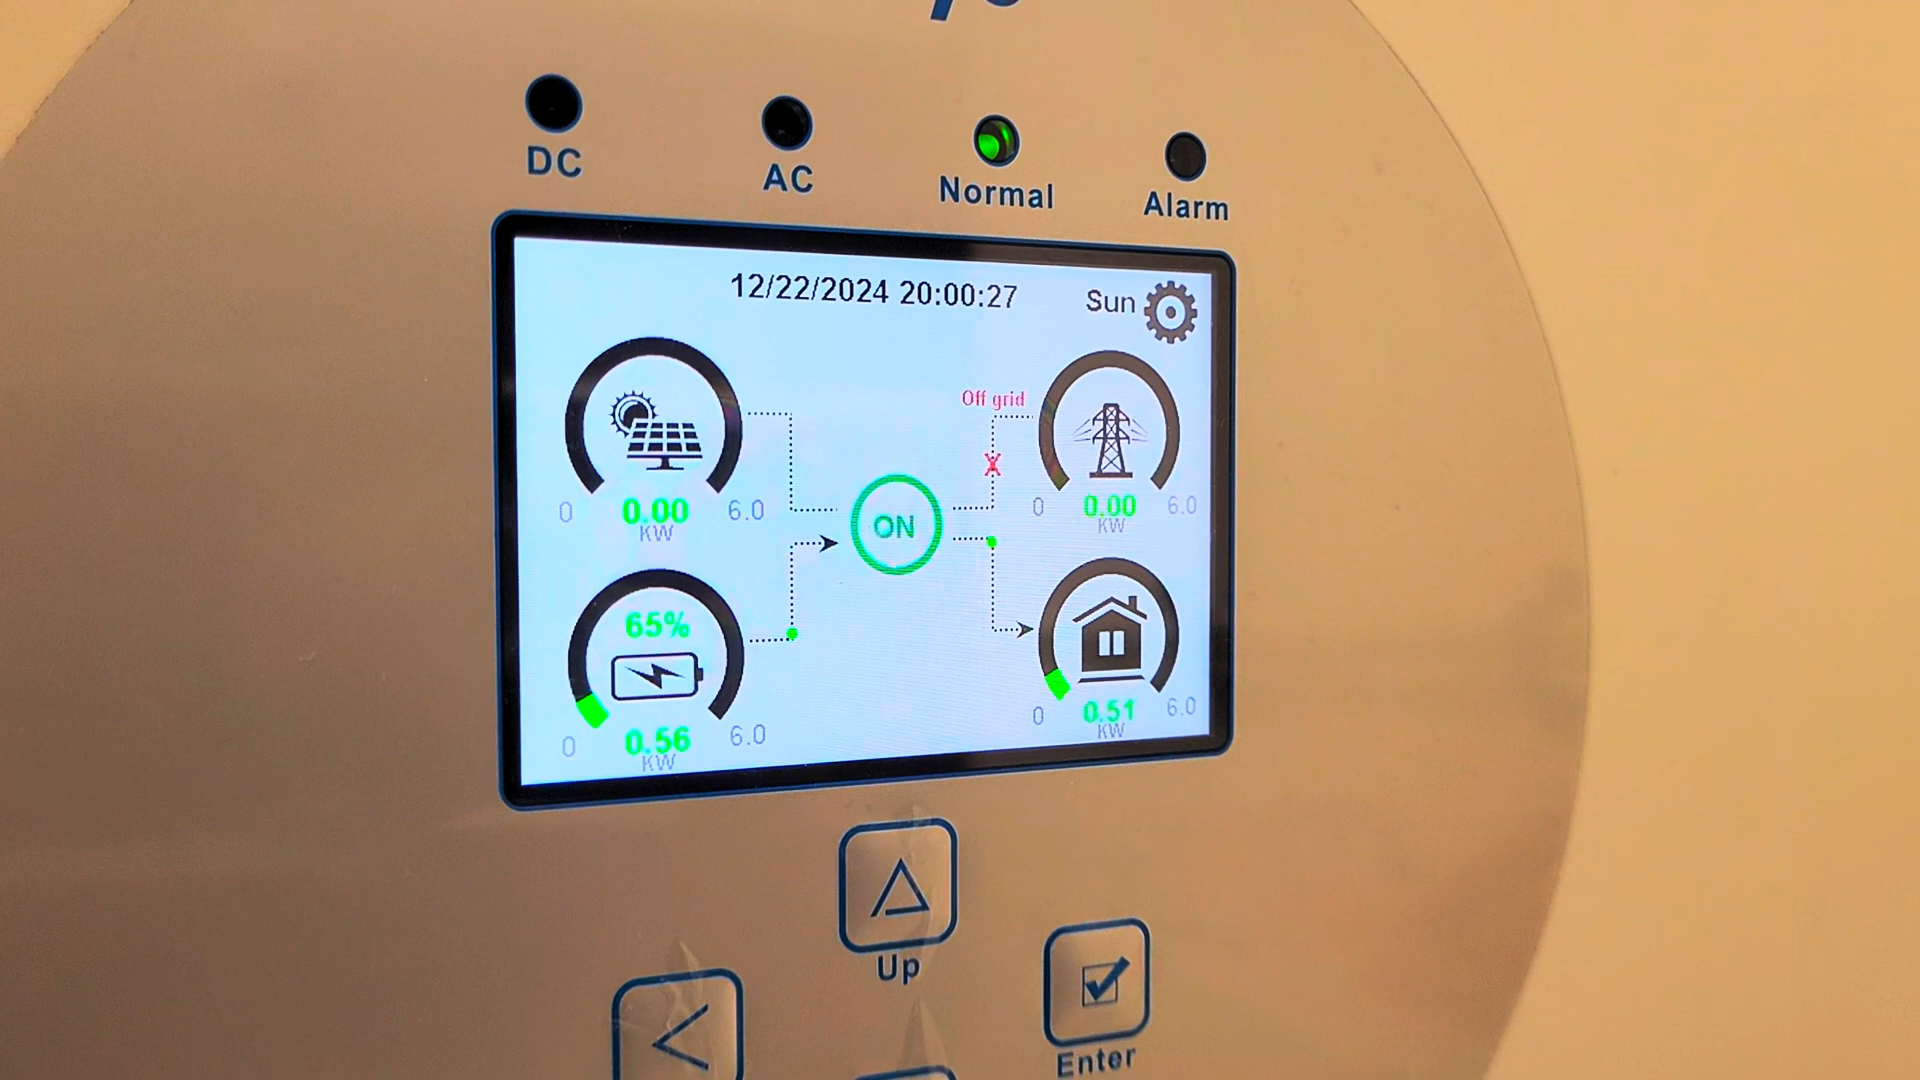 DC
AC
Normal
Alarm
12/22/2024 20:00:27
Sun
Off grid
0
0.00
6.0
KW
0
0.00
6.0
KW
ON
65%
0
0.56
6.0
KW
0
0.51
6.0
KW
Up
Enter